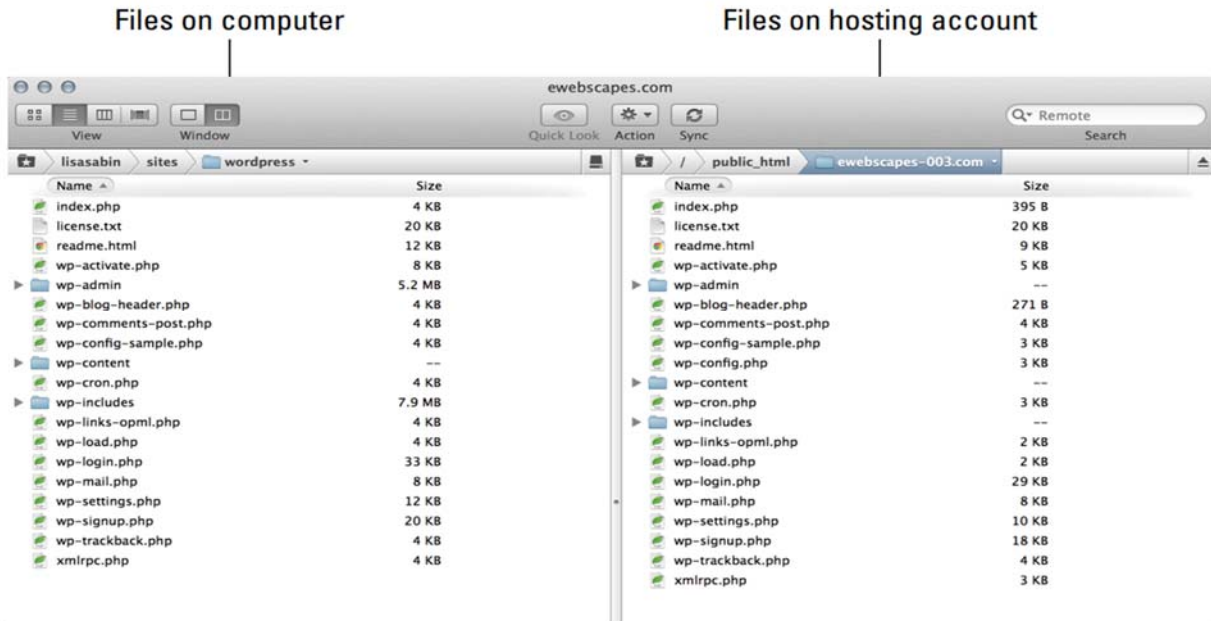 Files on computer
Files on hosting account
ewebscapes.com
View Window Quick Look Action Sync Remote Search
lisasabin sites wordpress
/ public_html ewebscapes-003.com
Name Size
index.php 4 KB
license.txt 20 KB
readme.html 12 KB
wp-activate.php 8 KB
wp-admin 5.2 MB
wp-blog-header.php 4 KB
wp-comments-post.php 4 KB
wp-config-sample.php 4 KB
wp-content --
wp-cron.php 4 KB
wp-includes 7.9 MB
wp-links-opml.php 4 KB
wp-load.php 4 KB
wp-login.php 33 KB
wp-mail.php 8 KB
wp-settings.php 12 KB
wp-signup.php 20 KB
wp-trackback.php 4 KB
xmlrpc.php 4 KB
Name Size
index.php 395 B
license.txt 20 KB
readme.html 9 KB
wp-activate.php 5 KB
wp-admin --
wp-blog-header.php 271 B
wp-comments-post.php 4 KB
wp-config-sample.php 3 KB
wp-config.php 3 KB
wp-content --
wp-cron.php 3 KB
wp-includes --
wp-links-opml.php 2 KB
wp-load.php 2 KB
wp-login.php 29 KB
wp-mail.php 8 KB
wp-settings.php 10 KB
wp-signup.php 18 KB
wp-trackback.php 4 KB
xmlrpc.php 3 KB